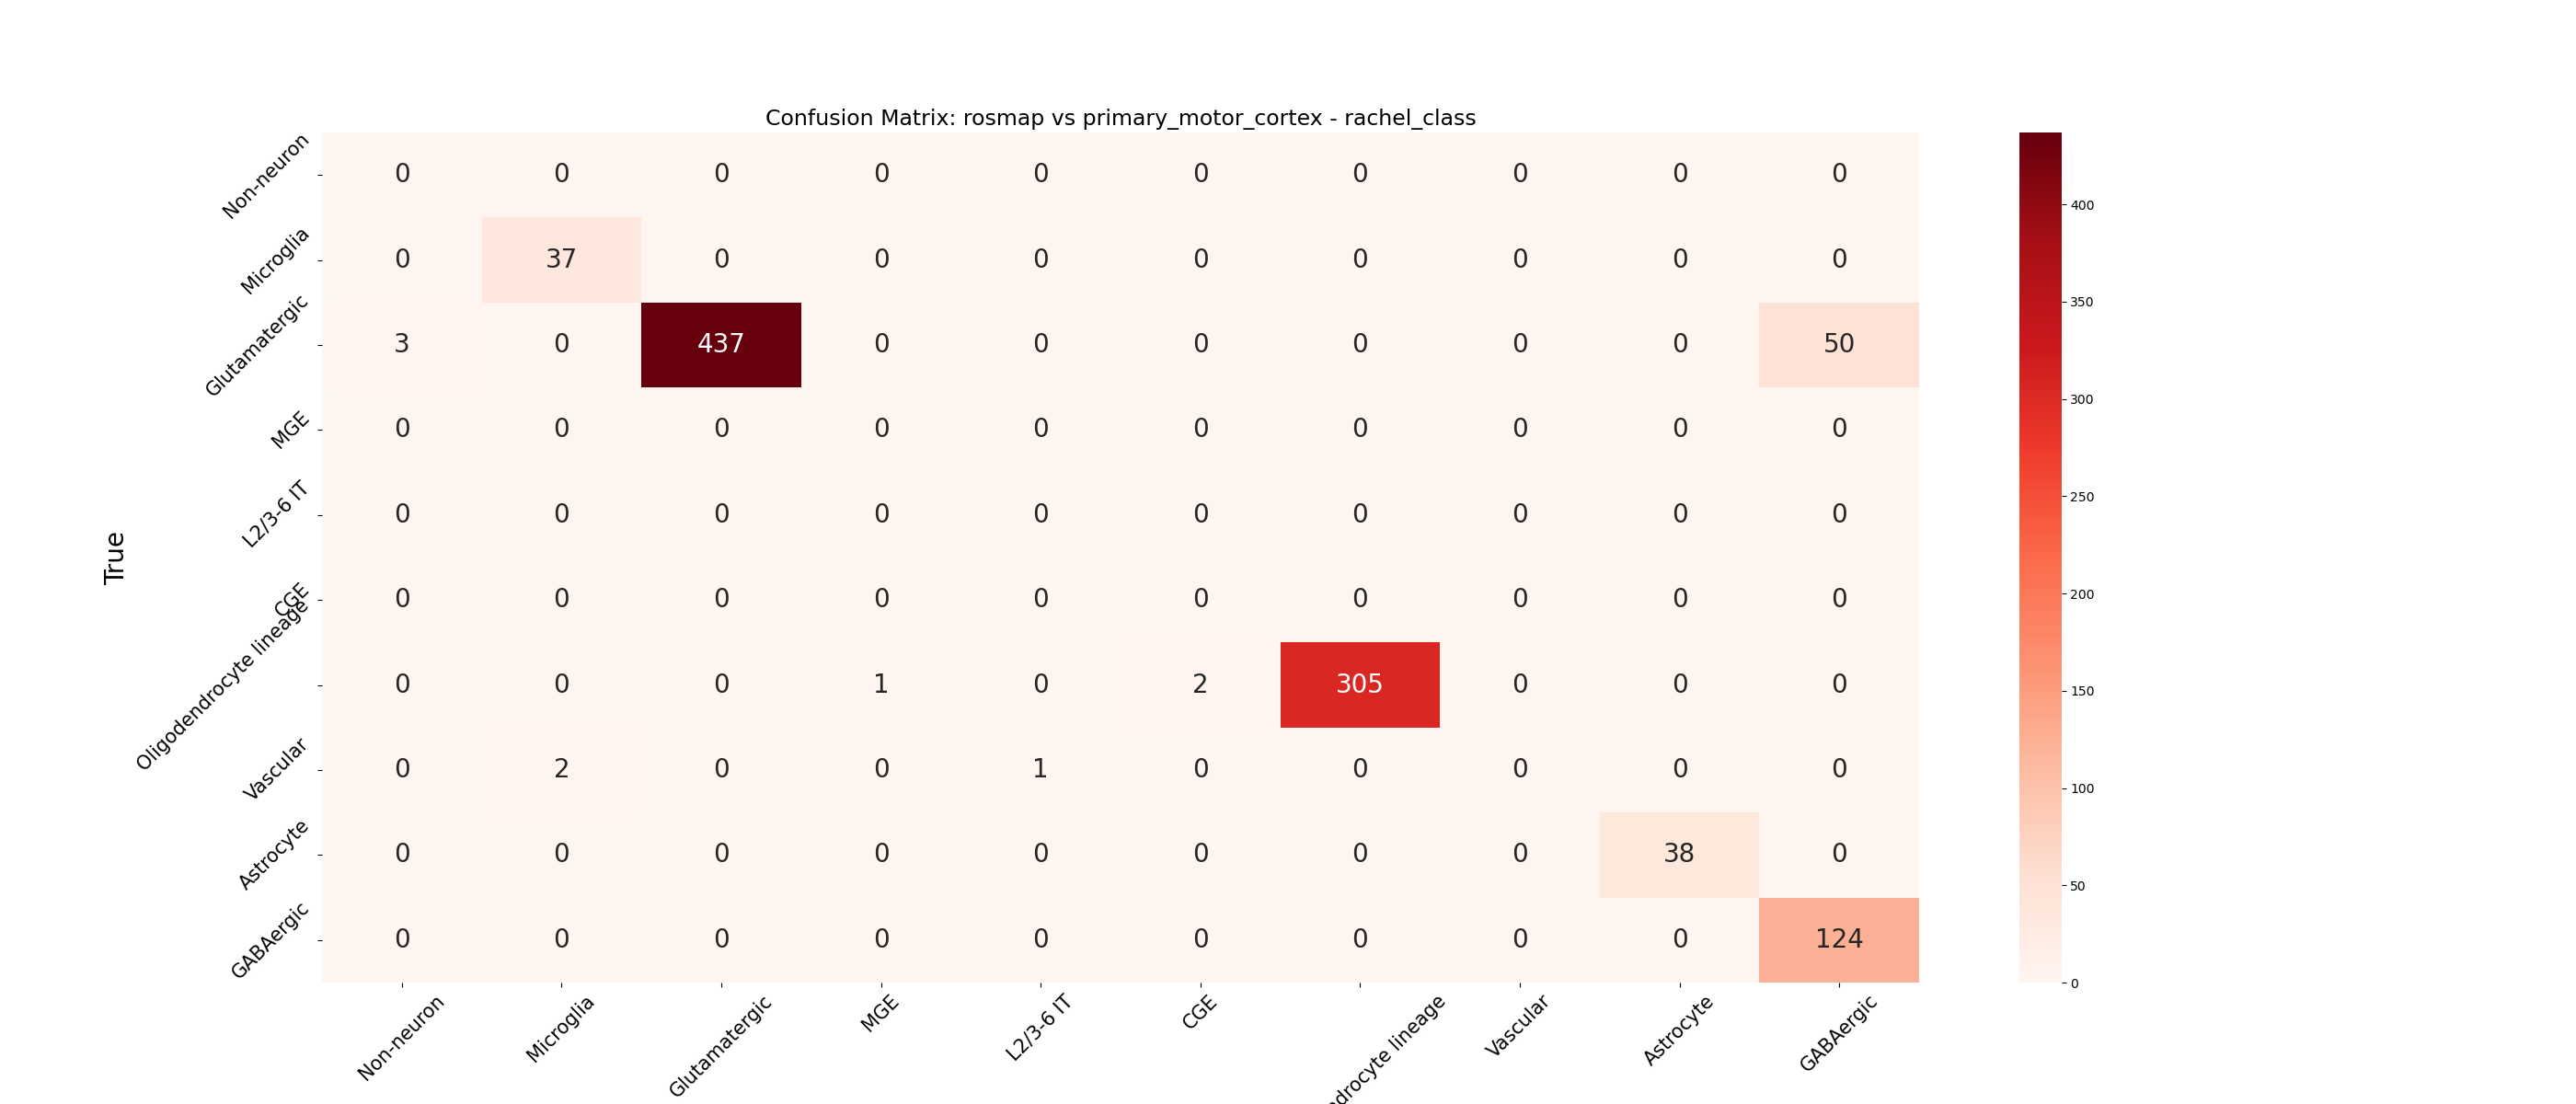 Confusion Matrix: rosmap vs primary_motor_cortex - rachel_class
True
Non-neuron 0 0 0 0 0 0 0 0 0 0
Microglia 0 37 0 0 0 0 0 0 0 0
Glutamatergic 3 0 437 0 0 0 0 0 0 50
MGE 0 0 0 0 0 0 0 0 0 0
L2/3-6 IT 0 0 0 0 0 0 0 0 0 0
CGE 0 0 0 0 0 0 0 0 0 0
Oligodendrocyte lineage 0 0 0 1 0 2 305 0 0 0
Vascular 0 2 0 0 1 0 0 0 0 0
Astrocyte 0 0 0 0 0 0 0 0 38 0
GABAergic 0 0 0 0 0 0 0 0 0 124
Non-neuron Microglia Glutamatergic MGE L2/3-6 IT CGE ndrocyte lineage Vascular Astrocyte GABAergic
400
350
300
250
200
150
100
50
0